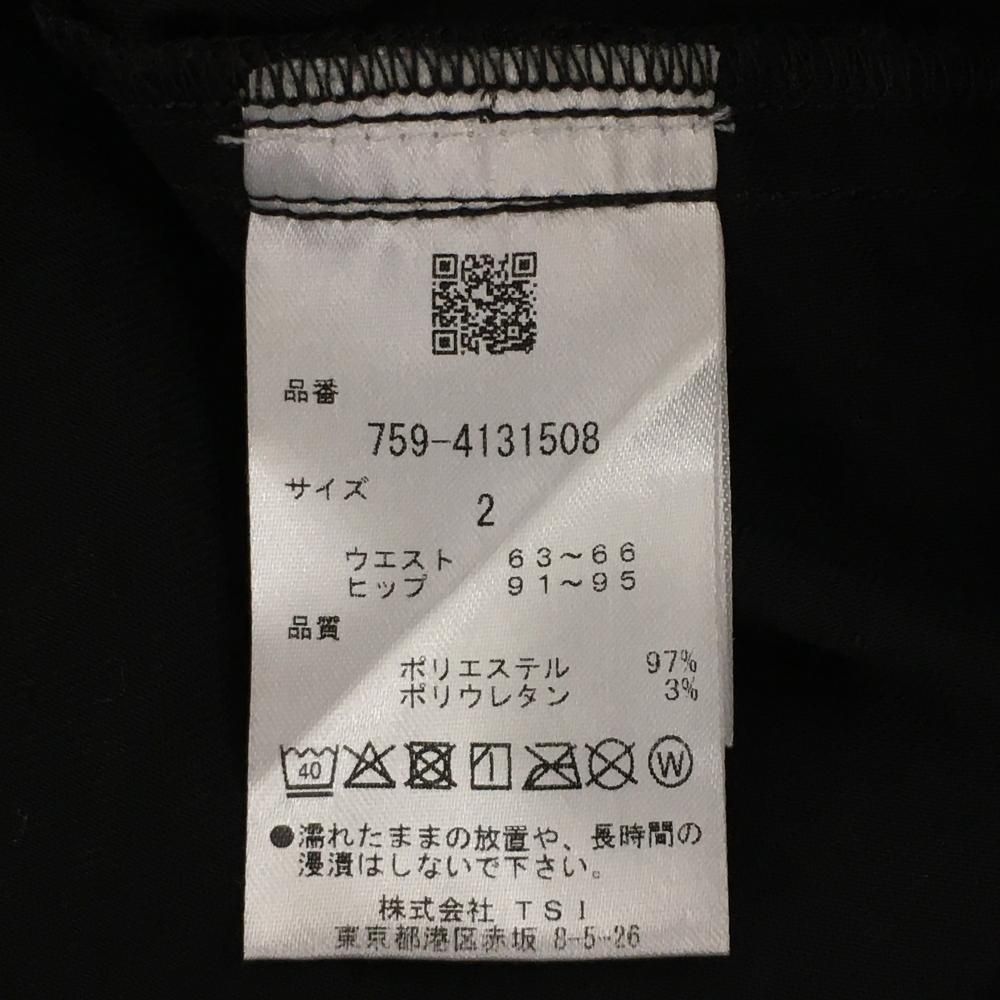 品番
759-4131508
サイズ
2
ウエスト 63～66
ヒップ 91～95
品質
ポリエステル 97%
ポリウレタン 3%
40 W
●濡れたままの放置や、長時間の
浸漬はしないで下さい。
株式会社 TSI
東京都港区赤坂 8-5-26